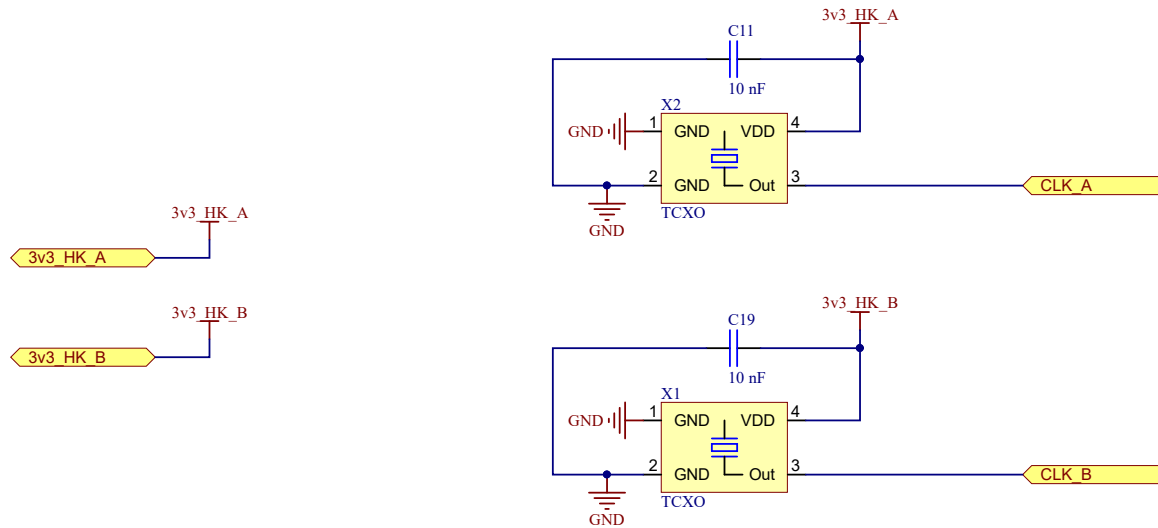 3v3_HK_A
C11
10 nF
X2
GND
1
GND
VDD
4
2
GND
Out
3
CLK_A
TCXO
GND
3v3_HK_A
3v3_HK_A
3v3_HK_B
3v3_HK_B
3v3_HK_B
C19
10 nF
X1
GND
1
GND
VDD
4
2
GND
Out
3
CLK_B
TCXO
GND